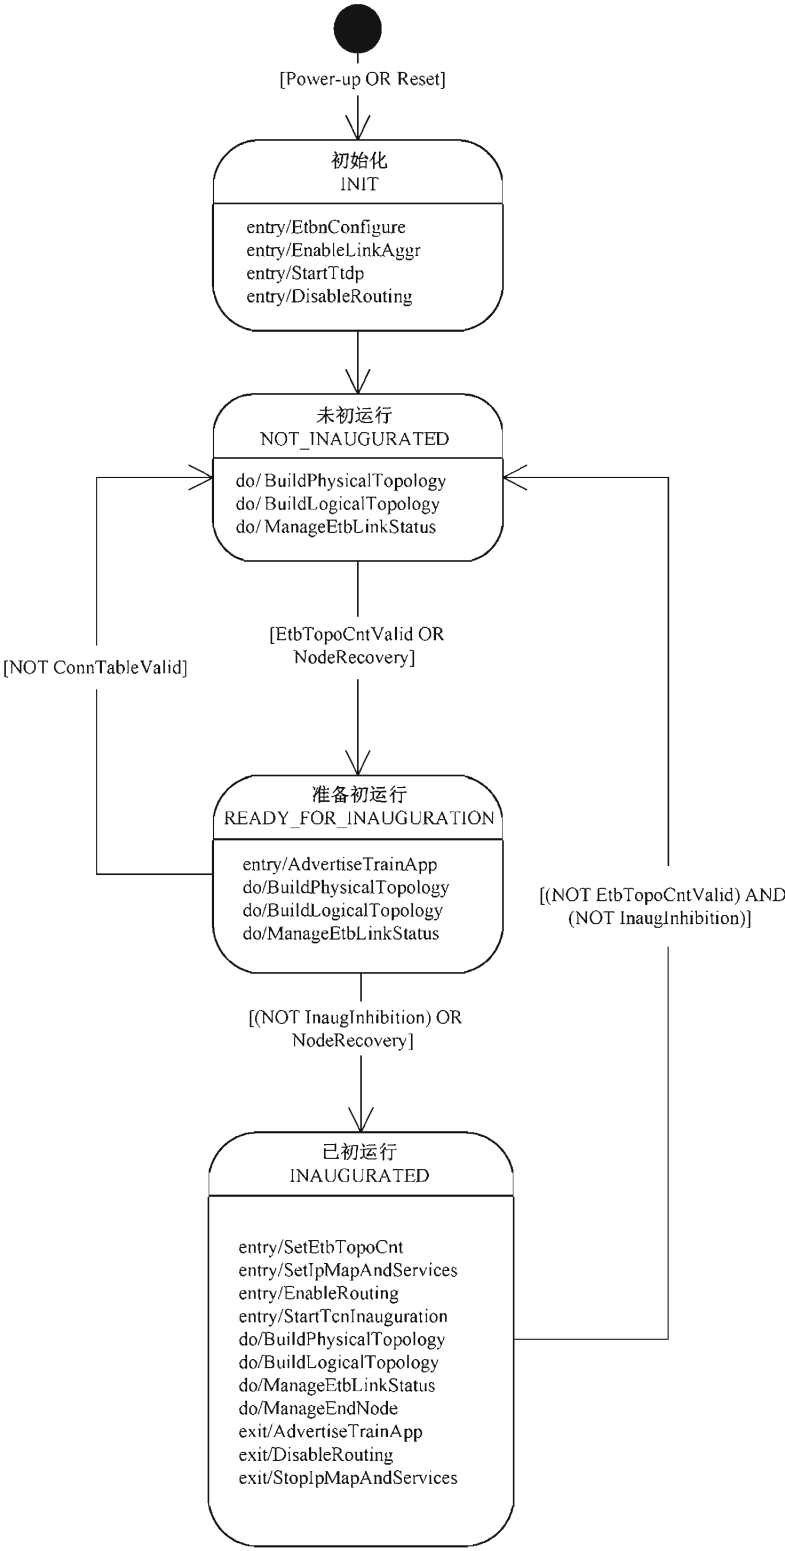 [Power-up OR Reset]
初始化
INIT
entry/EtbnConfigure
entry/EnableLinkAggr
entry/StartTtdp
entry/DisableRouting
未初运行
NOT_INAUGURATED
do/ BuildPhysicalTopology
do/ BuildLogicalTopology
do/ ManageEtbLinkStatus
[EtbTopoCntValid OR
NodeRecovery]
[NOT ConnTableValid]
准备初运行
READY_FOR_INAUGURATION
entry/AdvertiseTrainApp
do/BuildPhysicalTopology
do/BuildLogicalTopology
do/ManageEtbLinkStatus
[(NOT EtbTopoCntValid) AND
(NOT InaugInhibition)]
[(NOT InaugInhibition) OR
NodeRecovery]
已初运行
INAUGURATED
entry/SetEtbTopoCnt
entry/SetIpMapAndServices
entry/EnableRouting
entry/StartTcnInauguration
do/BuildPhysicalTopology
do/BuildLogicalTopology
do/ManageEtbLinkStatus
do/ManageEndNode
exit/AdvertiseTrainApp
exit/DisableRouting
exit/StopIpMapAndServices